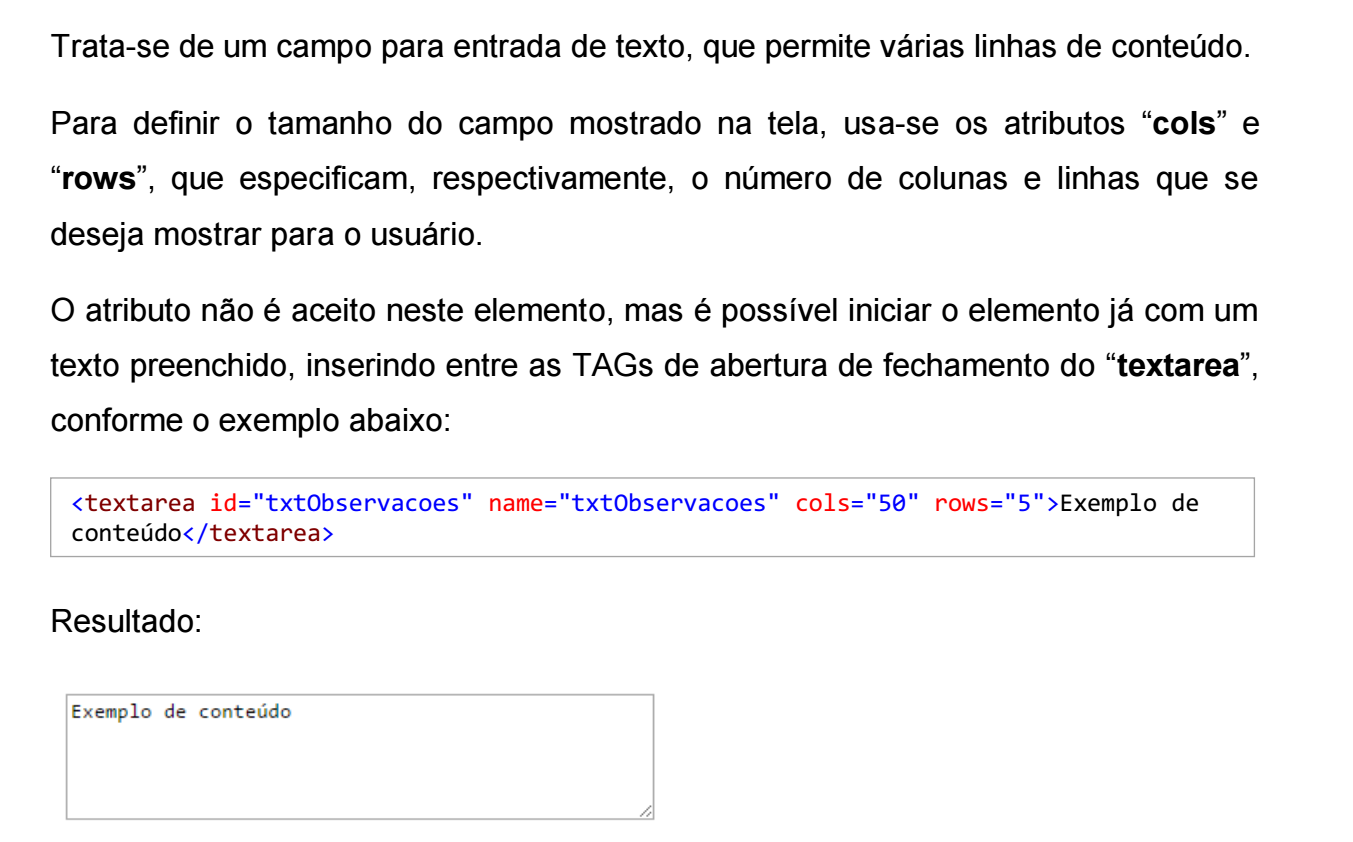 Trata-se de um campo para entrada de texto, que permite várias linhas de conteúdo.
Para definir o tamanho do campo mostrado na tela, usa-se os atributos “cols” e
“rows”, que especificam, respectivamente, o número de colunas e linhas que se
deseja mostrar para o usuário.
O atributo não é aceito neste elemento, mas é possível iniciar o elemento já com um
texto preenchido, inserindo entre as TAGs de abertura de fechamento do “textarea”,
conforme o exemplo abaixo:
<textarea id="txtObservacoes" name="txtObservacoes" cols="50" rows="5">Exemplo de
conteúdo</textarea>
Resultado:
Exemplo de conteúdo